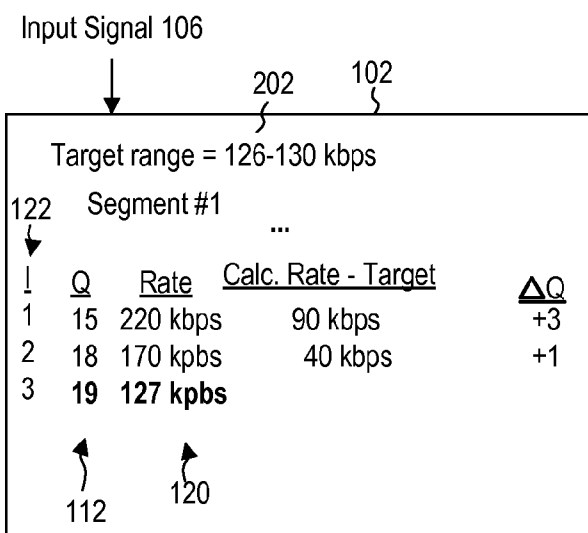 Input Signal 106
202
102
Target range = 126-130 kbps
122
Segment #1
...
I Q Rate Calc. Rate - Target ΔQ
1 15 220 kbps 90 kbps +3
2 18 170 kpbs 40 kbps +1
3 19 127 kpbs
112
120